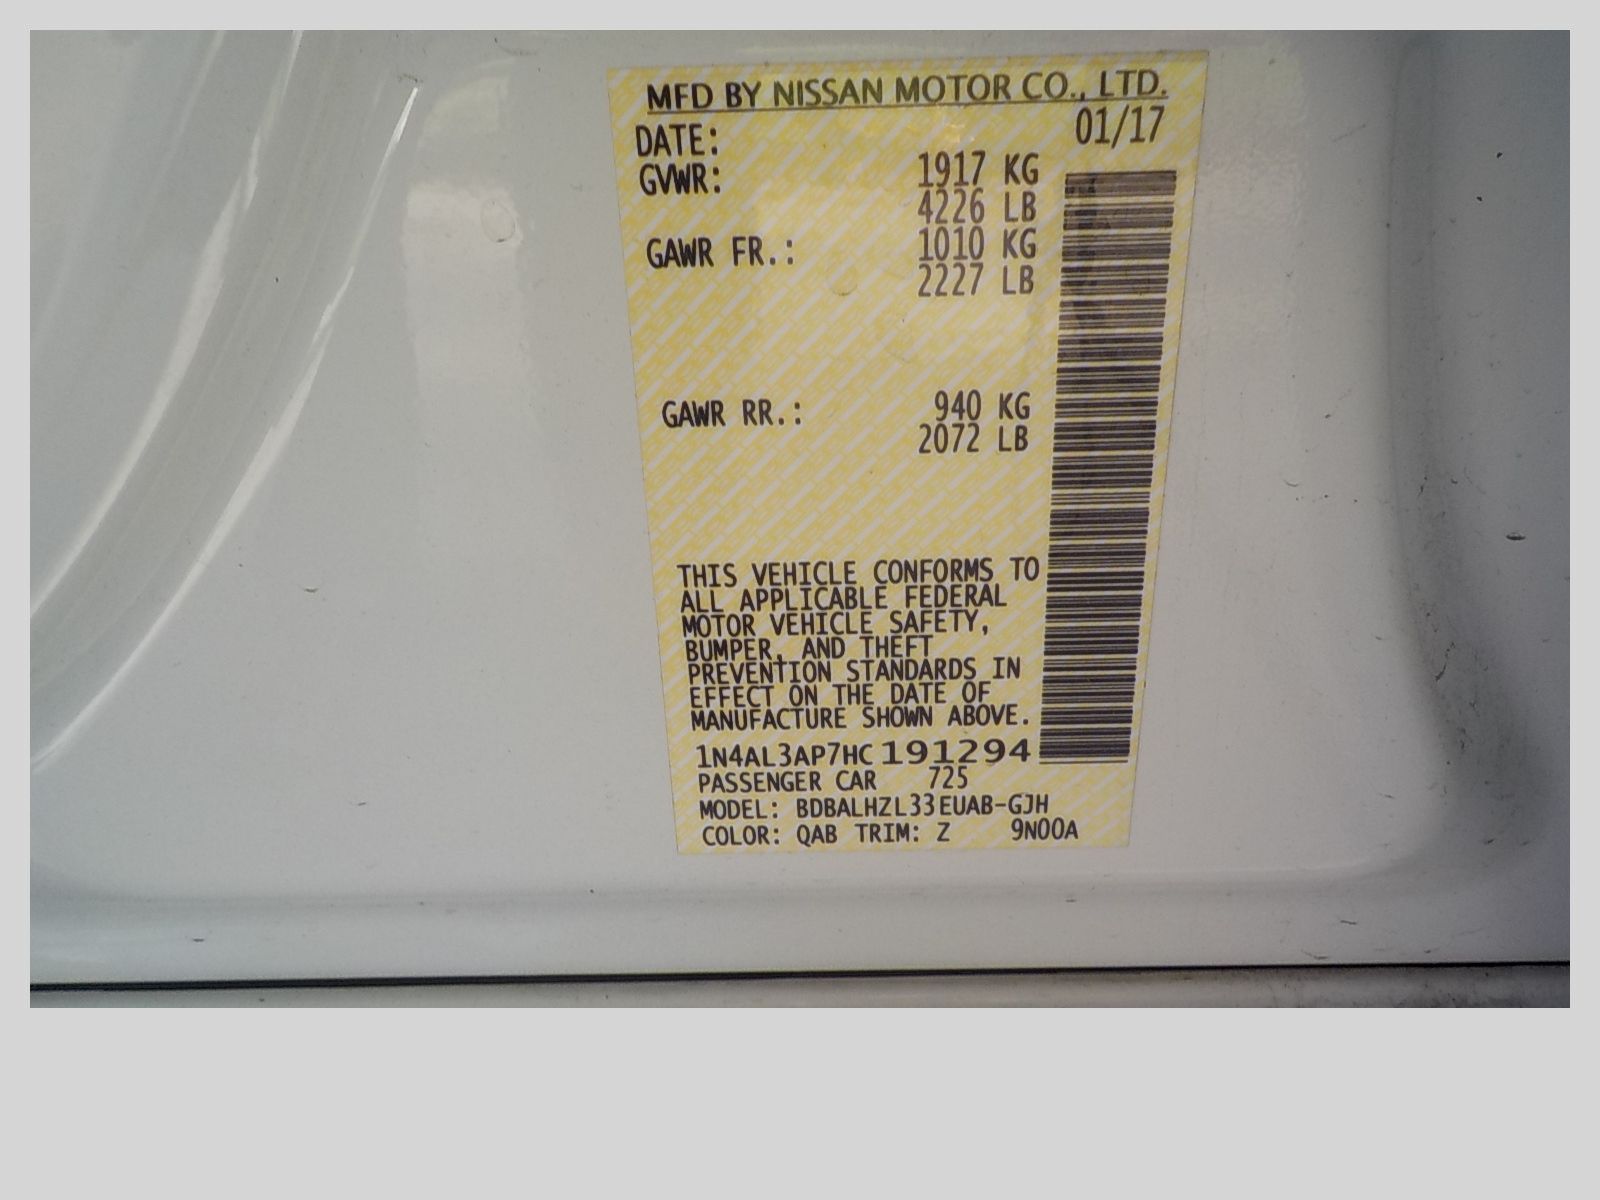 MFD BY NISSAN MOTOR CO., LTD.
DATE: 01/17
GVWR: 1917 KG
4226 LB
GAWR FR.: 1010 KG
2227 LB
GAWR RR.: 940 KG
2072 LB
THIS VEHICLE CONFORMS TO
ALL APPLICABLE FEDERAL
MOTOR VEHICLE SAFETY,
BUMPER, AND THEFT
PREVENTION STANDARDS IN
EFFECT ON THE DATE OF
MANUFACTURE SHOWN ABOVE.
1N4AL3AP7HC191294
PASSENGER CAR 725
MODEL: BDBALHZL33EUAB-GJH
COLOR: QAB TRIM: Z 9N00A